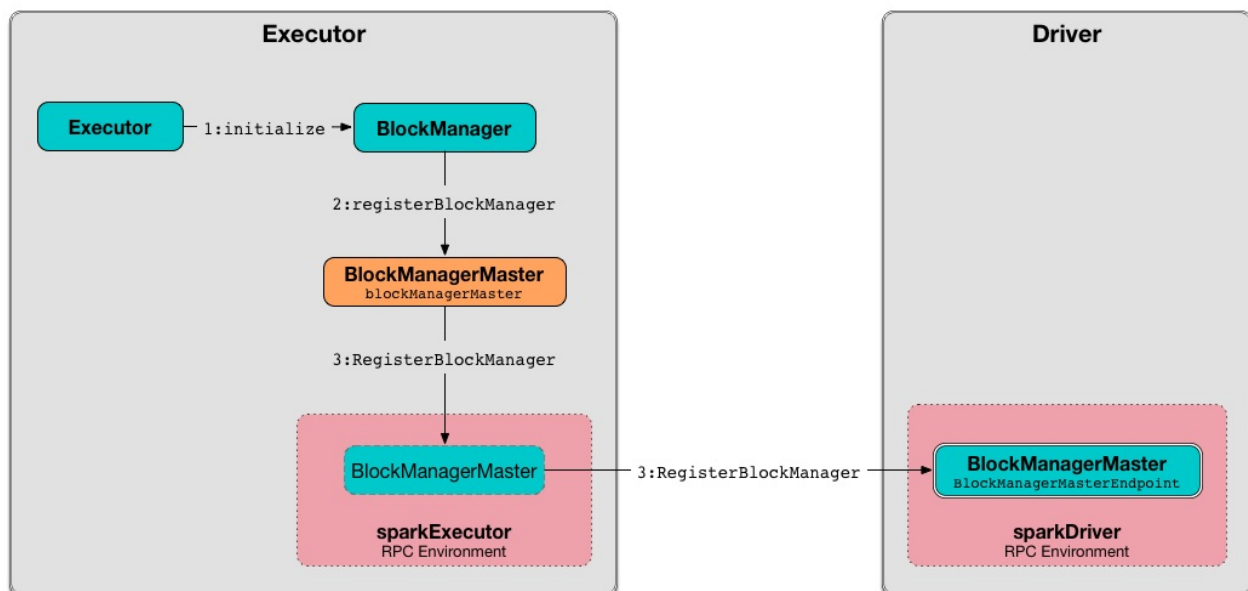 Executor
Driver
Executor
1:initialize
BlockManager
2:registerBlockManager
BlockManagerMaster
blockManagerMaster
3:RegisterBlockManager
BlockManagerMaster
3:RegisterBlockManager
BlockManagerMaster
BlockManagerMasterEndpoint
sparkExecutor
RPC Environment
sparkDriver
RPC Environment